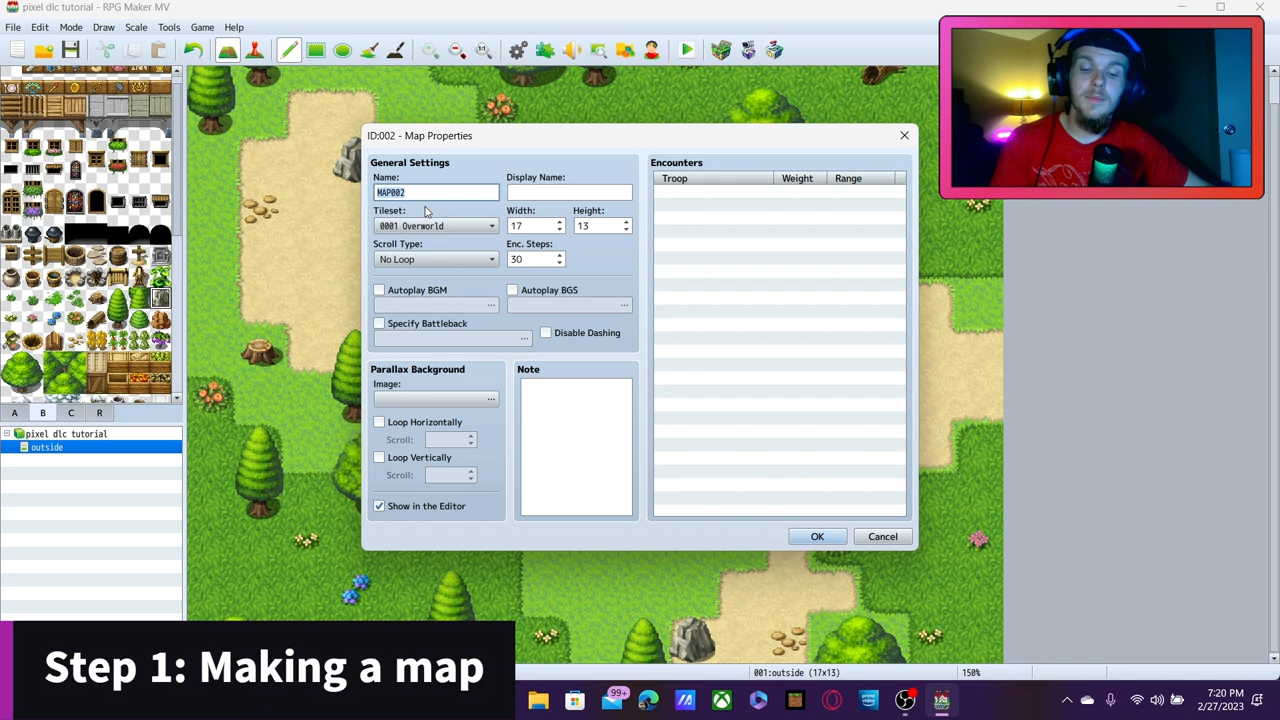 pixel dlc tutorial - RPG Maker MV
File Edit Mode Draw Scale Tools Game Help
1:1
ID:002 - Map Properties
General Settings
Encounters
Name:
Display Name:
Troop Weight Range
MAP002
Tileset:
Width:
Height:
0001 Overworld
17
13
Scroll Type:
Enc. Steps:
No Loop
30
Autoplay BGM
Autoplay BGS
...
...
Specify Battleback
Disable Dashing
...
Parallax Background
Note
Image:
...
Loop Horizontally
Scroll:
Loop Vertically
Scroll:
Show in the Editor
OK
Cancel
A B C R
pixel dlc tutorial
outside
Step 1: Making a map
001:outside (17x13)
150%
99+
7:20 PM
2/27/2023